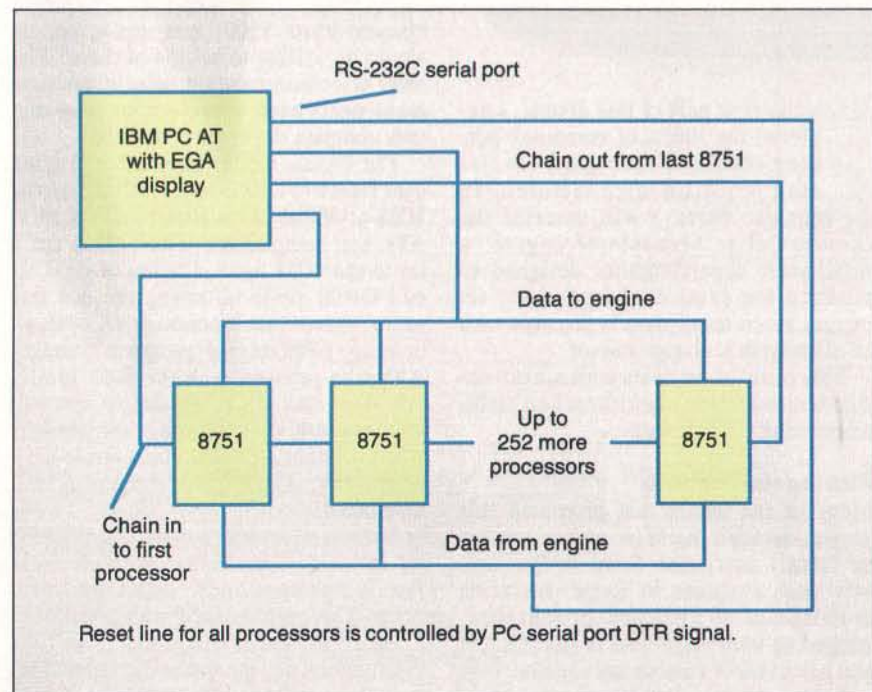 RS-232C serial port
IBM PC AT
with EGA
display
Chain out from last 8751
Data to engine
8751
8751
Up to
252 more
processors
8751
Chain in
to first
processor
Data from engine
Reset line for all processors is controlled by PC serial port DTR signal.